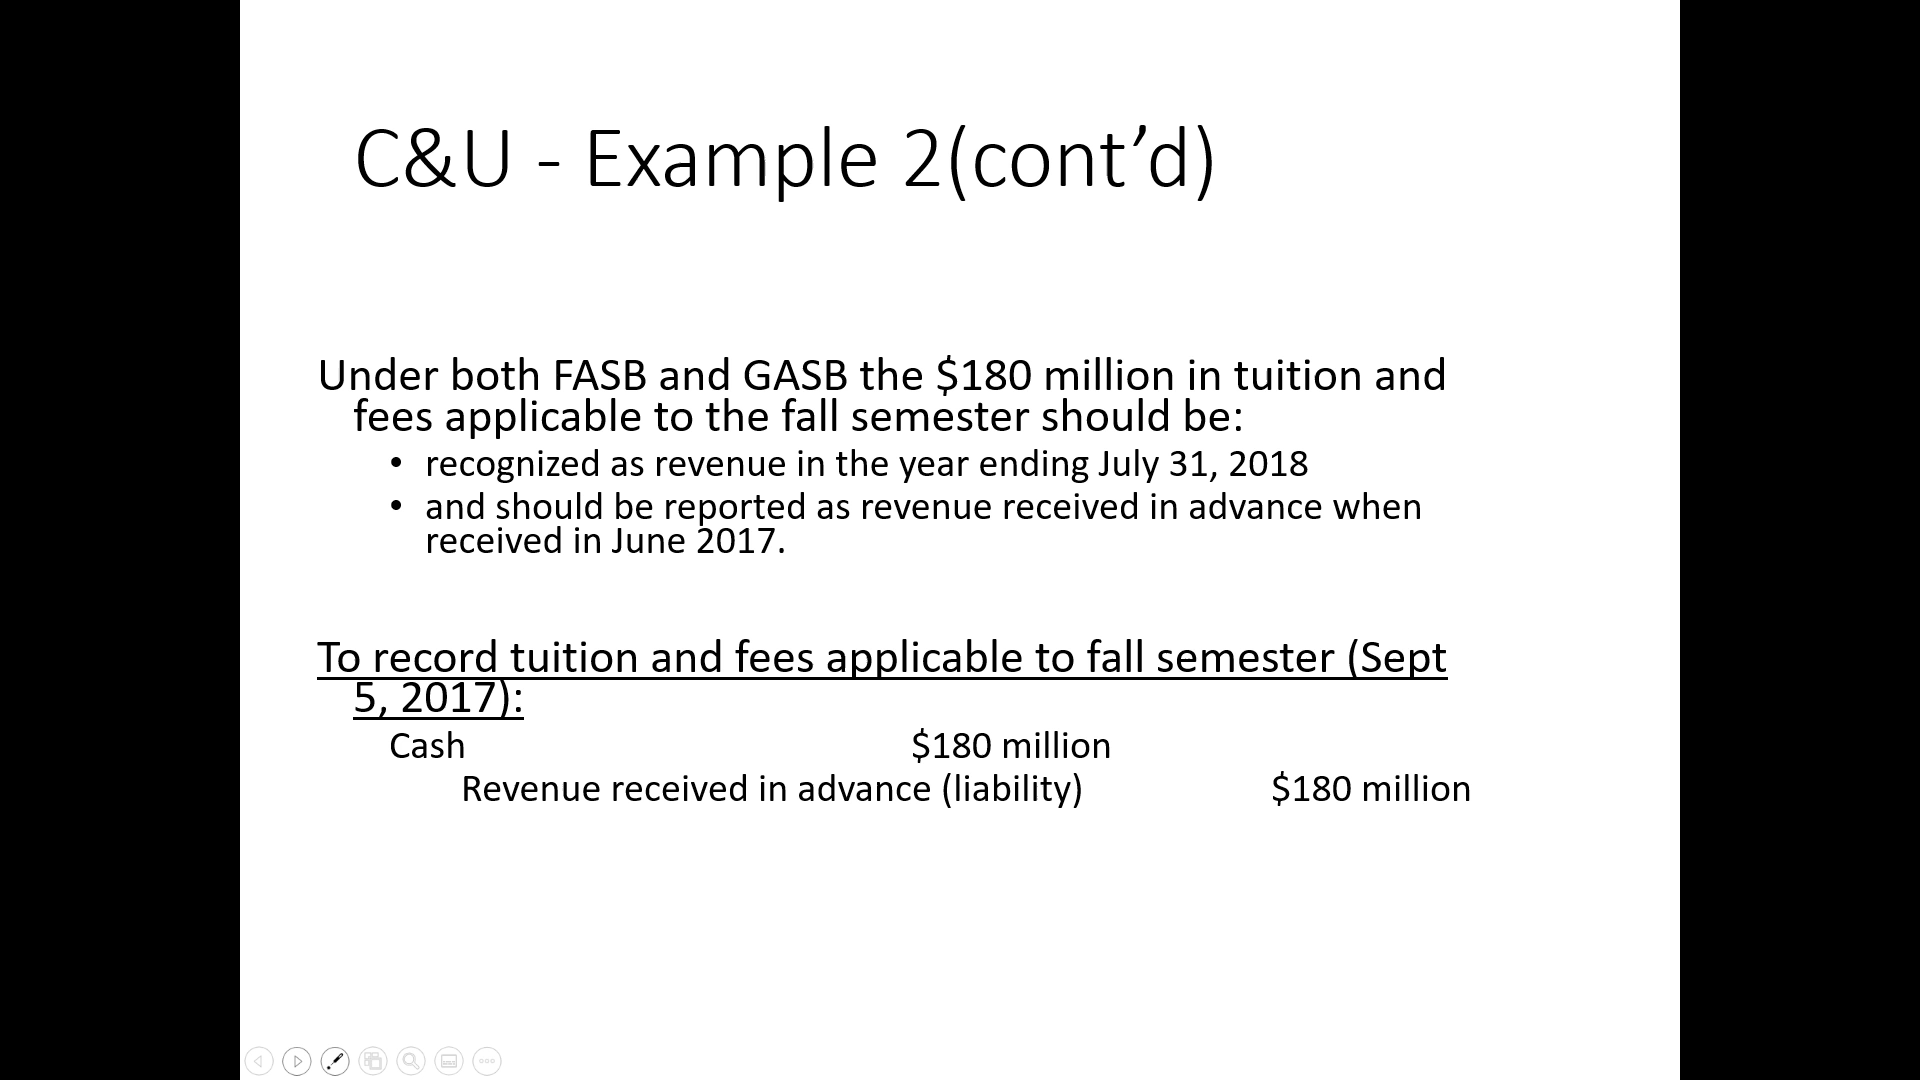 C&U - Example 2(cont’d)
Under both FASB and GASB the $180 million in tuition and
fees applicable to the fall semester should be:
• recognized as revenue in the year ending July 31, 2018
• and should be reported as revenue received in advance when
received in June 2017.
To record tuition and fees applicable to fall semester (Sept
5, 2017):
Cash $180 million
Revenue received in advance (liability) $180 million